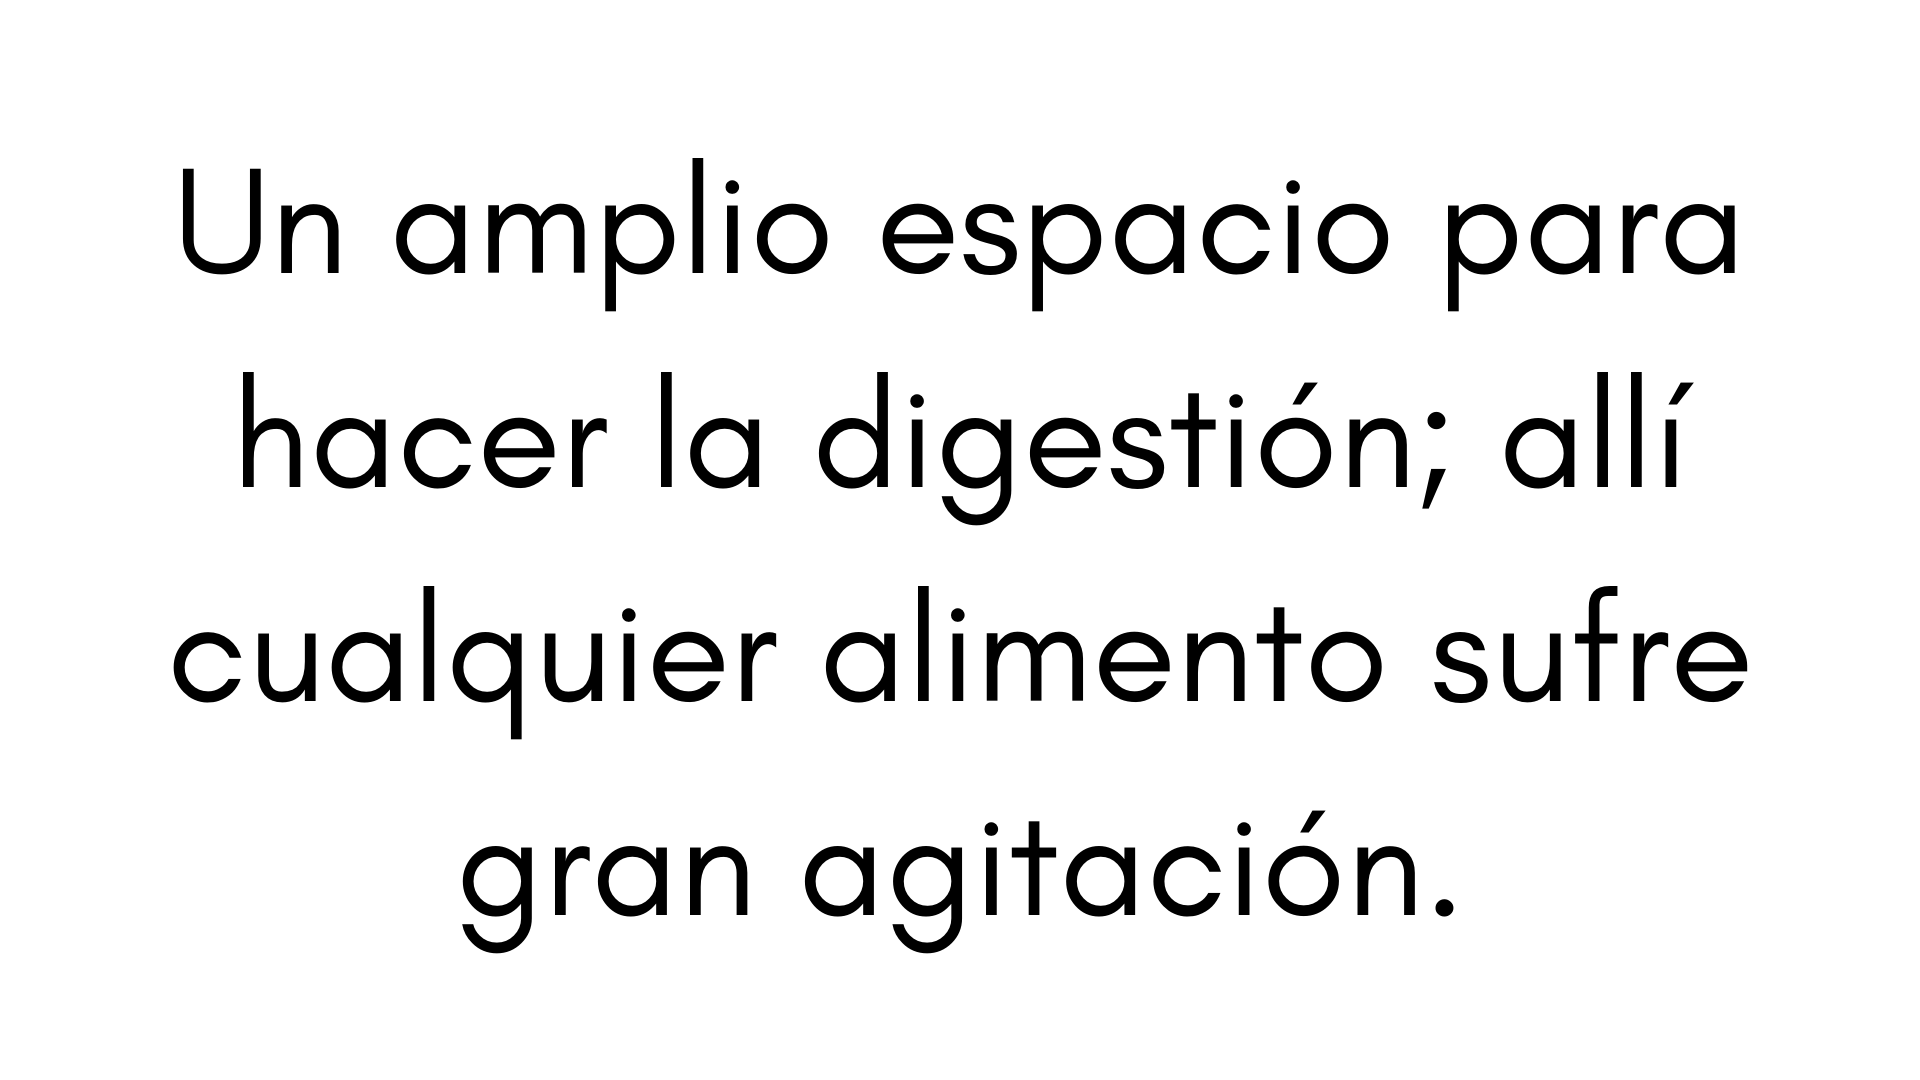 Un amplio espacio para
hacer la digestión; allí
cualquier alimento sufre
gran agitación.